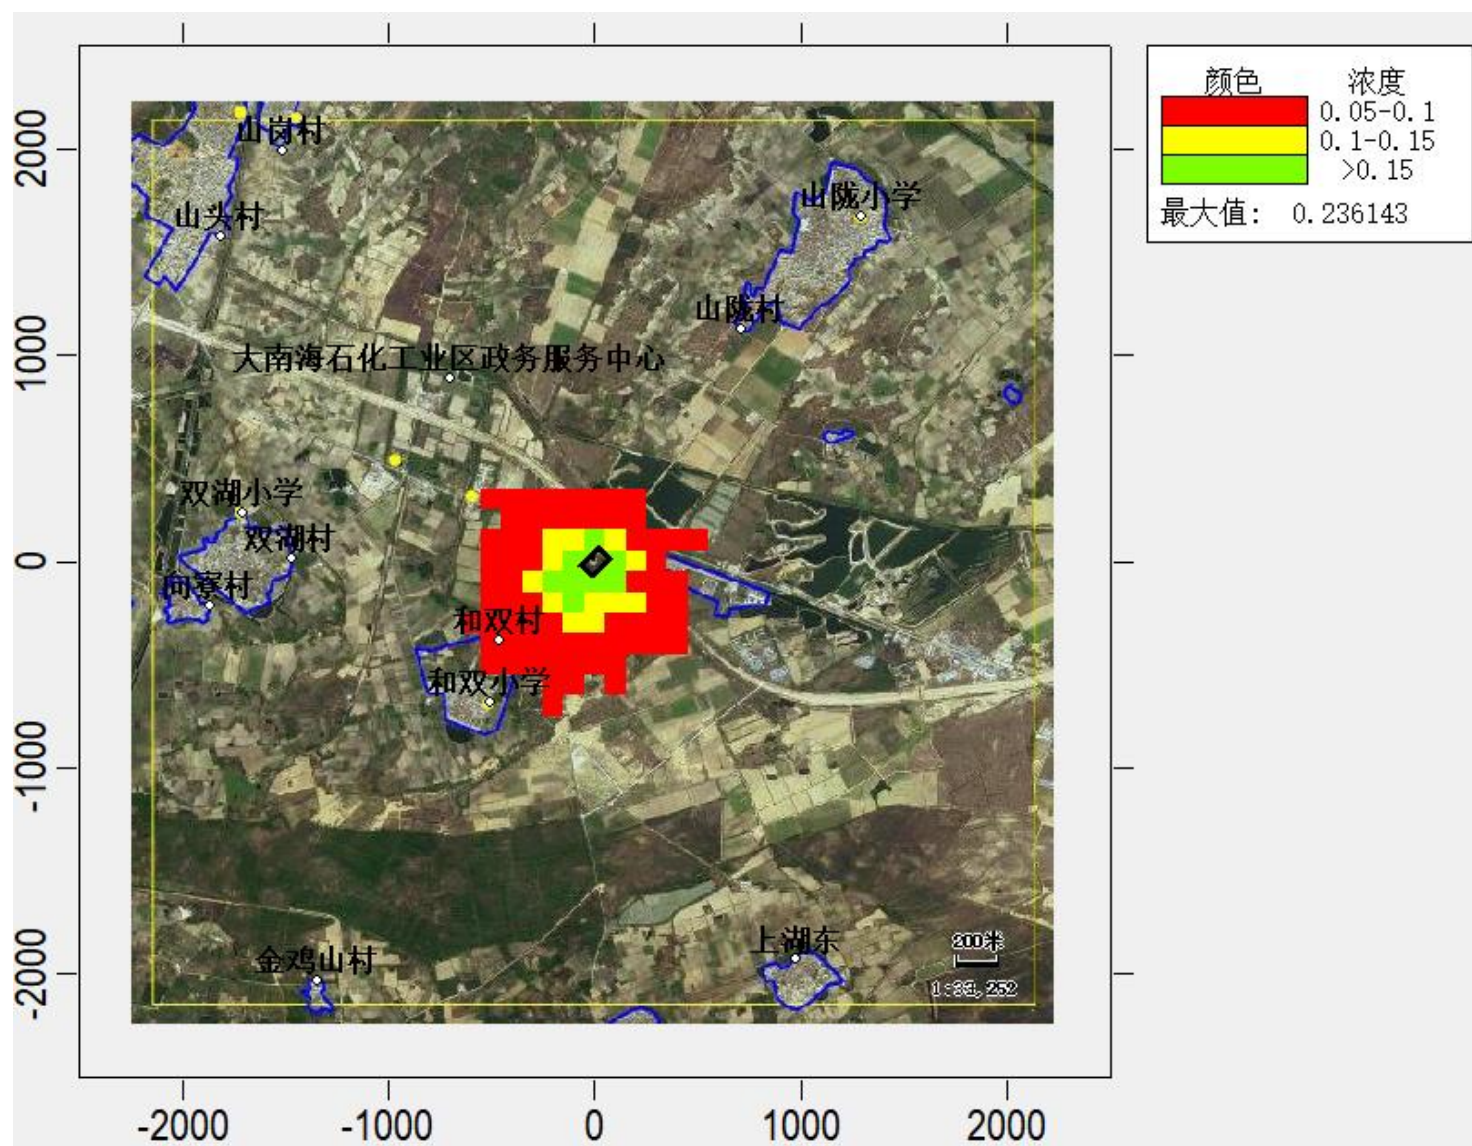 颜色 浓度
0.05-0.1
0.1-0.15
>0.15
最大值: 0.236143
2000
1000
0
-1000
-2000
山岗村
山头村
山陇小学
山陇村
大南海石化工业区政务服务中心
双湖小学
双湖村
向寮村
和双村
和双小学
金鸡山村
上湖东
200米
1:33,252
-2000
-1000
0
1000
2000